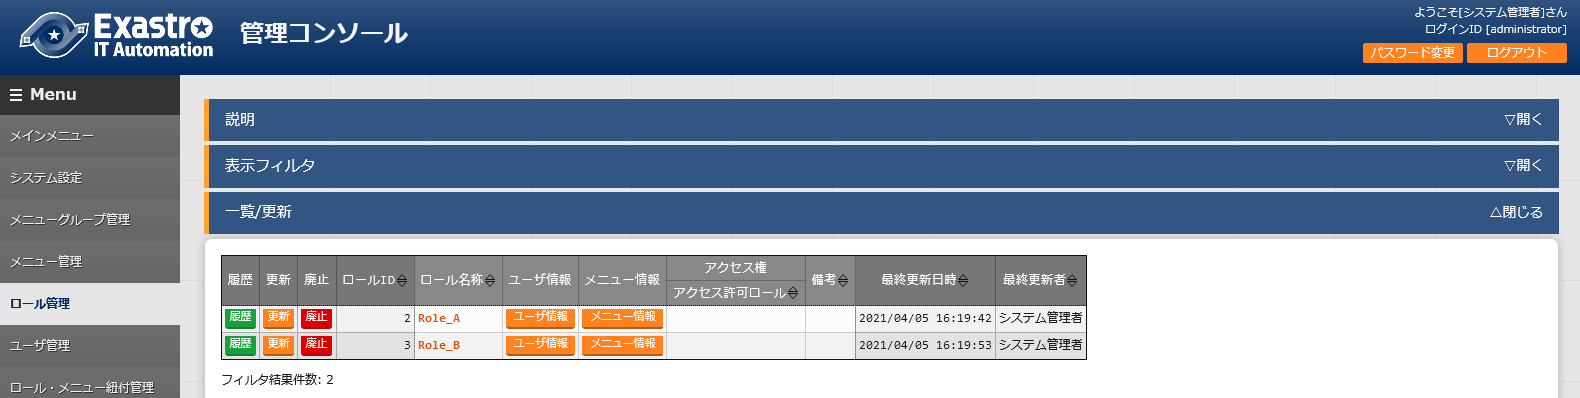 Exastro
IT Automation
管理コンソール
ようこそ[システム管理者]さん
ログインID [administrator]
パスワード変更 ログアウト
Menu
メインメニュー
システム設定
メニューグループ管理
メニュー管理
ロール管理
ユーザ管理
ロール・メニュー紐付管理
説明 ▽開く
表示フィルタ ▽開く
一覧/更新 △閉じる
履歴 更新 廃止 ロールID ロール名称 ユーザ情報 メニュー情報 アクセス権 備考 最終更新日時 最終更新者
アクセス許可ロール
履歴 更新 廃止 2 Role_A ユーザ情報 メニュー情報 2021/04/05 16:19:42 システム管理者
履歴 更新 廃止 3 Role_B ユーザ情報 メニュー情報 2021/04/05 16:19:53 システム管理者
フィルタ結果件数: 2